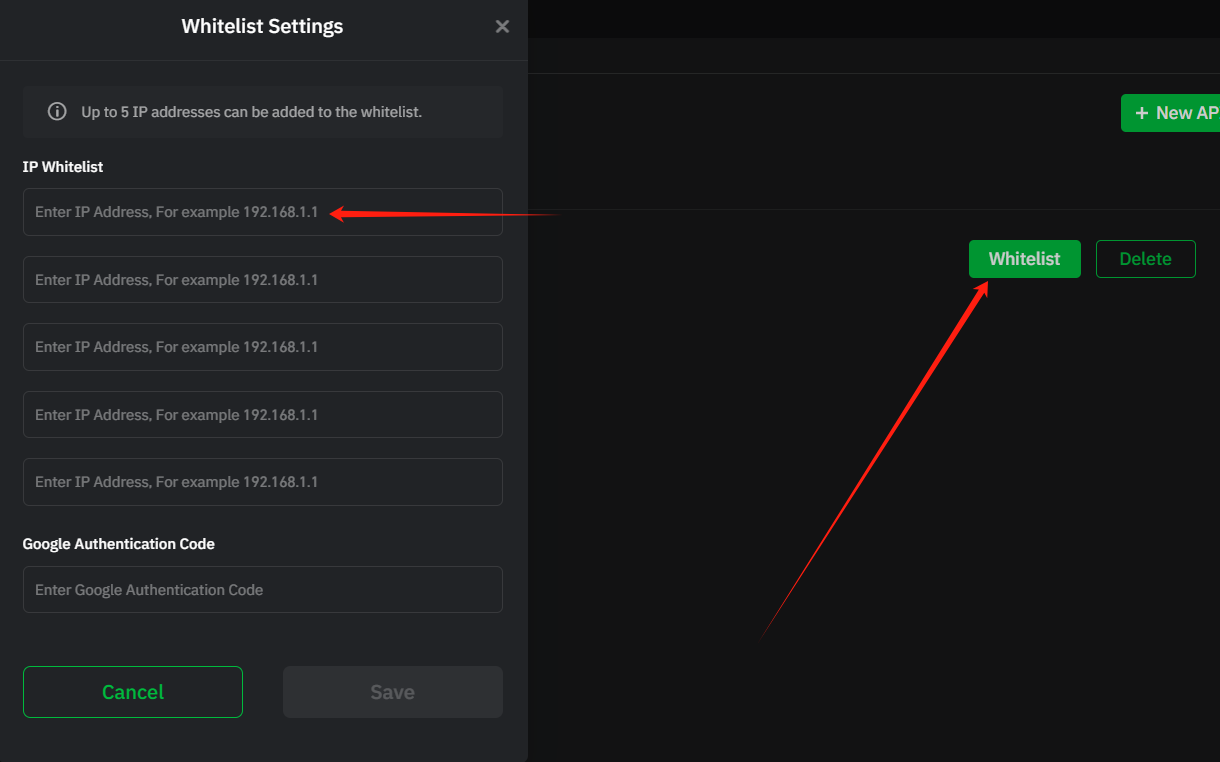 Whitelist Settings
Up to 5 IP addresses can be added to the whitelist.
IP Whitelist
Enter IP Address, For example 192.168.1.1
Enter IP Address, For example 192.168.1.1
Enter IP Address, For example 192.168.1.1
Enter IP Address, For example 192.168.1.1
Enter IP Address, For example 192.168.1.1
Google Authentication Code
Enter Google Authentication Code
Cancel
Save
+ New AP
Whitelist
Delete